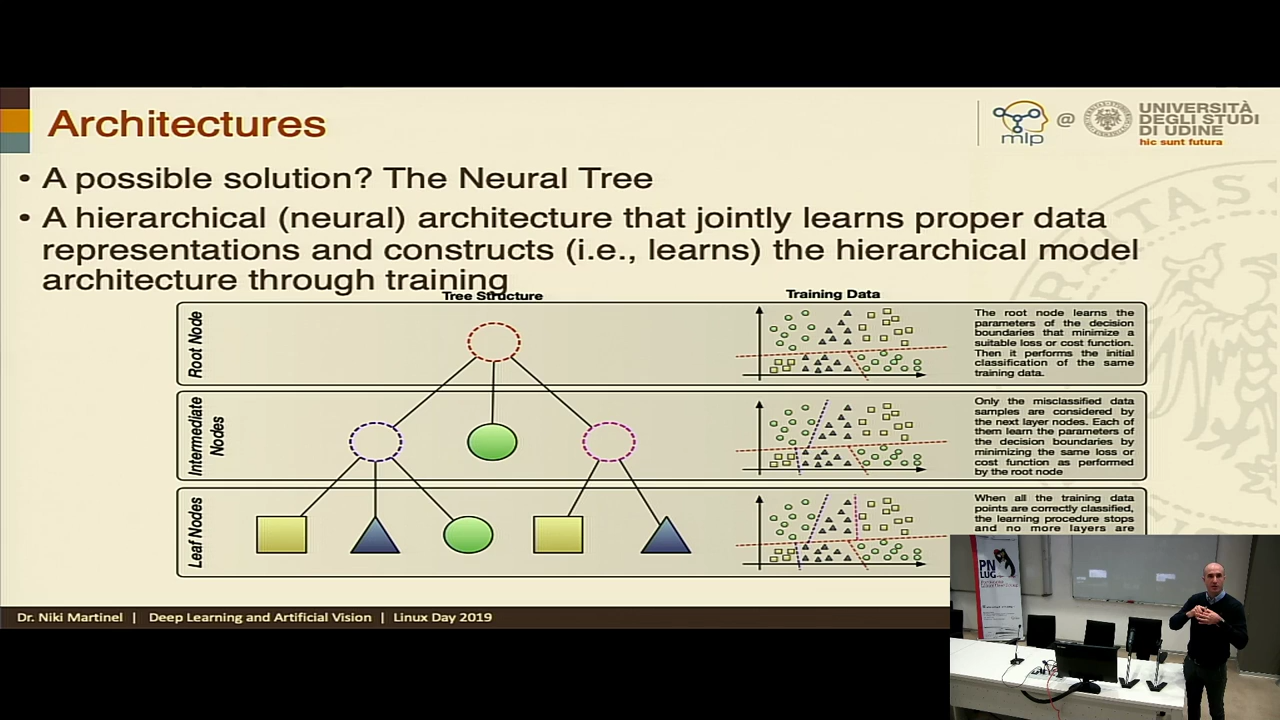 Architectures
mlp
@
UNIVERSITÀ
DEGLI STUDI
DI UDINE
hic sunt futura
• A possible solution? The Neural Tree
• A hierarchical (neural) architecture that jointly learns proper data
representations and constructs (i.e., learns) the hierarchical model
architecture through training
Tree Structure
Training Data
Root Node
The root node learns the
parameters of the decision
boundaries that minimize a
suitable loss or cost function.
Then it performs the initial
classification of the same
training data.
Intermediate
Nodes
Only the misclassified data
samples are considered by
the next layer nodes. Each of
them learn the parameters of
the decision boundaries by
minimizing the same loss or
cost function as performed
by the root node
Leaf Nodes
When all the training data
points are correctly classified,
the learning procedure stops
and no more layers are
PN
LUG
Dr. Niki Martinel | Deep Learning and Artificial Vision | Linux Day 2019